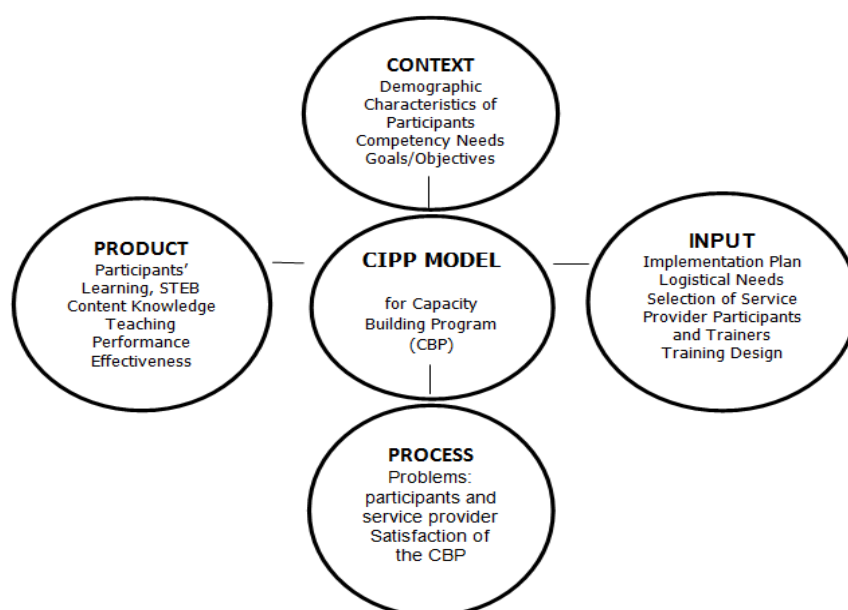 CONTEXT
Demographic
Characteristics of
Participants
Competency Needs
Goals/Objectives
PRODUCT
Participants’
Learning, STEB
Content Knowledge
Teaching
Performance
Effectiveness
CIPP MODEL
for Capacity
Building Program
(CBP)
INPUT
Implementation Plan
Logistical Needs
Selection of Service
Provider Participants
and Trainers
Training Design
PROCESS
Problems:
participants and
service provider
Satisfaction of
the CBP